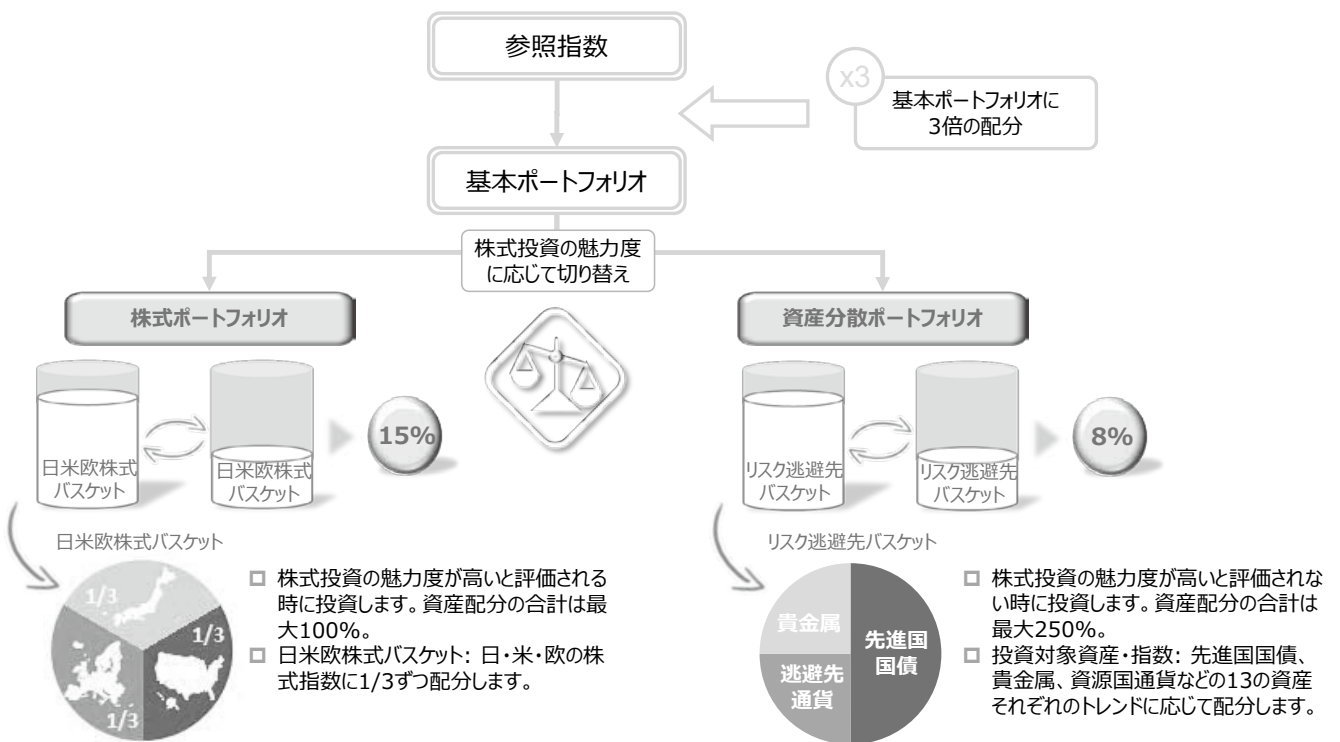 参照指数
x3
基本ポートフォリオに
3倍の配分
基本ポートフォリオ
株式投資の魅力度
に応じて切り替え
株式ポートフォリオ
資産分散ポートフォリオ
日米欧株式
バスケット
日米欧株式
バスケット
15%
リスク逃避先
バスケット
リスク逃避先
バスケット
8%
日米欧株式バスケット
1/3
1/3
1/3
□ 株式投資の魅力度が高いと評価される
時に投資します。資産配分の合計は最
大100%。
□ 日米欧株式バスケット: 日・米・欧の株
式指数に1/3ずつ配分します。
リスク逃避先バスケット
貴金属
先進国
国債
逃避先
通貨
□ 株式投資の魅力度が高いと評価されな
い時に投資します。資産配分の合計は
最大250%。
□ 投資対象資産・指数: 先進国国債、
貴金属、資源国通貨などの13の資産
それぞれのトレンドに応じて配分します。